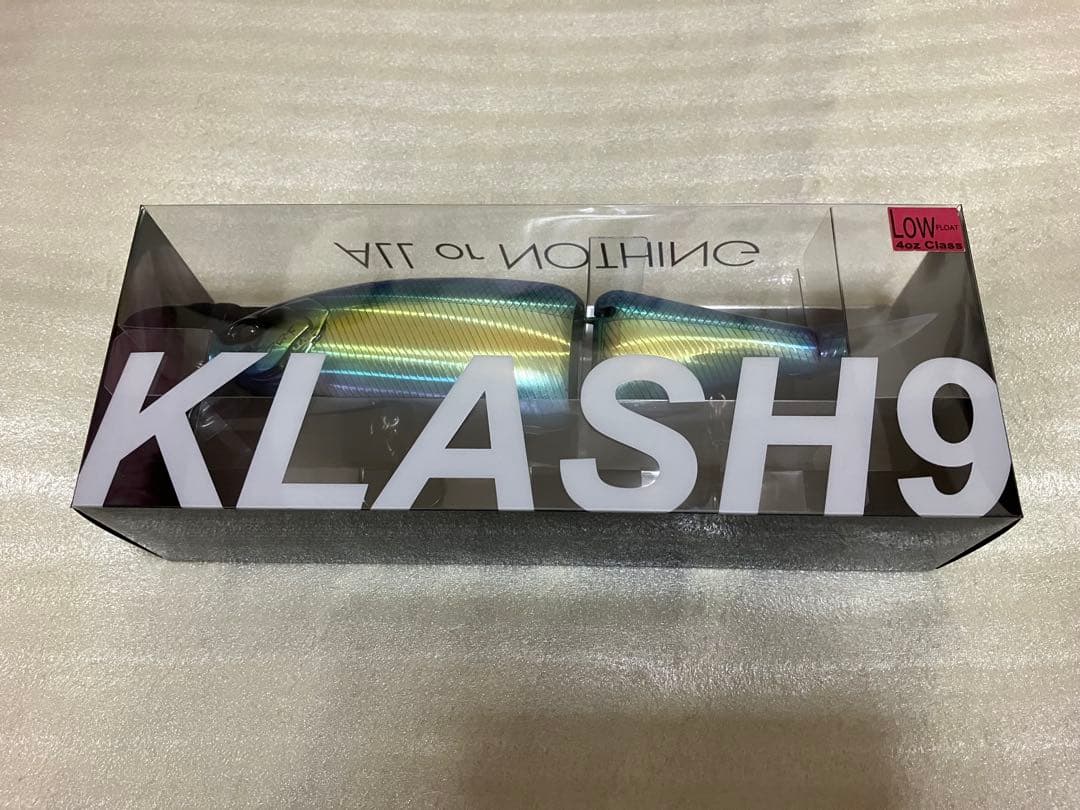 LOW FLOAT
4oz Class
ALL or NOTHING
KLASH9